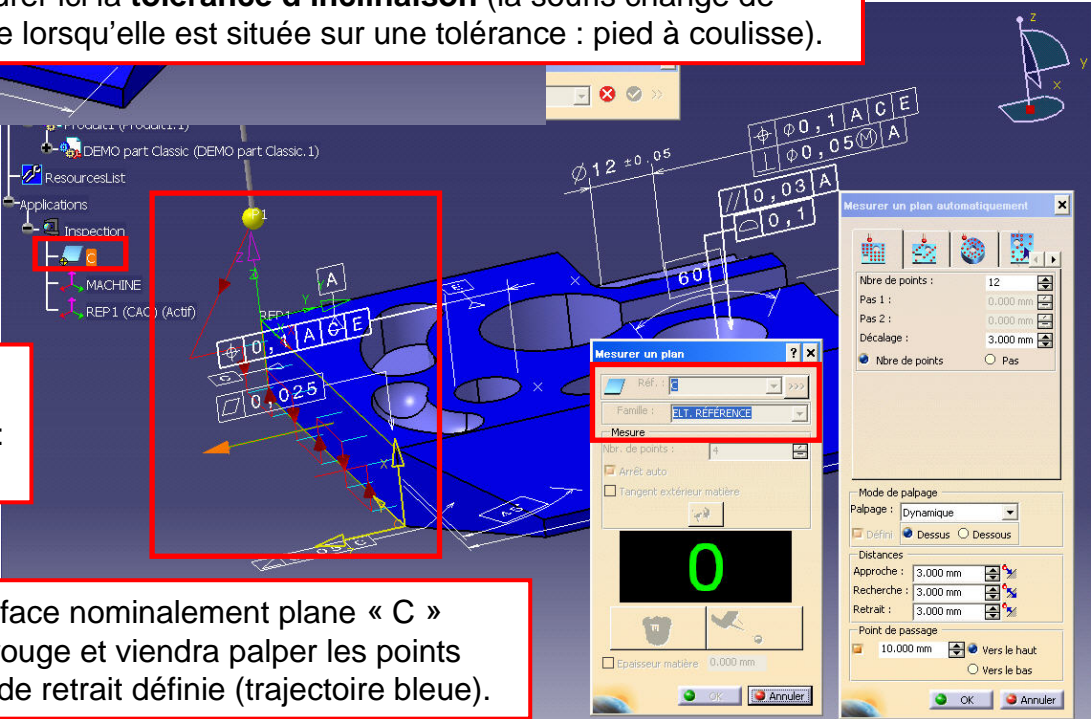 urer ici la tolérance d'inclinaison (la souris change de
e lorsqu'elle est située sur une tolérance : pied à coulisse).
Produit1 (Produit1.1)
DEMO part Classic (DEMO part Classic.1)
ResourcesList
Applications
Inspection
C
MACHINE
REP1 (CAO) (Actif)
P1
z
y
x
Z
Y
X
REP1
A
E
⌖ 0,1 A C E
C
⏥ 0,025
Ø12 ±0.05
⌖ Ø0,1 A C E
⊥ Ø0,05 Ⓜ A
// 0,03 A
⌓ 0,1
60
45°
:
face nominalement plane « C »
ouge et viendra palper les points
de retrait définie (trajectoire bleue).
Mesurer un plan
Réf. : C >>>
Famille : ELT. RÉFÉRENCE
Mesure
Nbr. de points : 4
Arrêt auto
Tangent extérieur matière
0
Epaisseur matière 0.000 mm
OK Annuler
Mesurer un plan automatiquement
Nbre de points : 12
Pas 1 : 0.000 mm
Pas 2 : 0.000 mm
Décalage : 3.000 mm
Nbre de points Pas
Mode de palpage
Palpage : Dynamique
Défini Dessus Dessous
Distances
Approche : 3.000 mm
Recherche : 3.000 mm
Retrait : 3.000 mm
Point de passage
10.000 mm Vers le haut
Vers le bas
OK Annuler